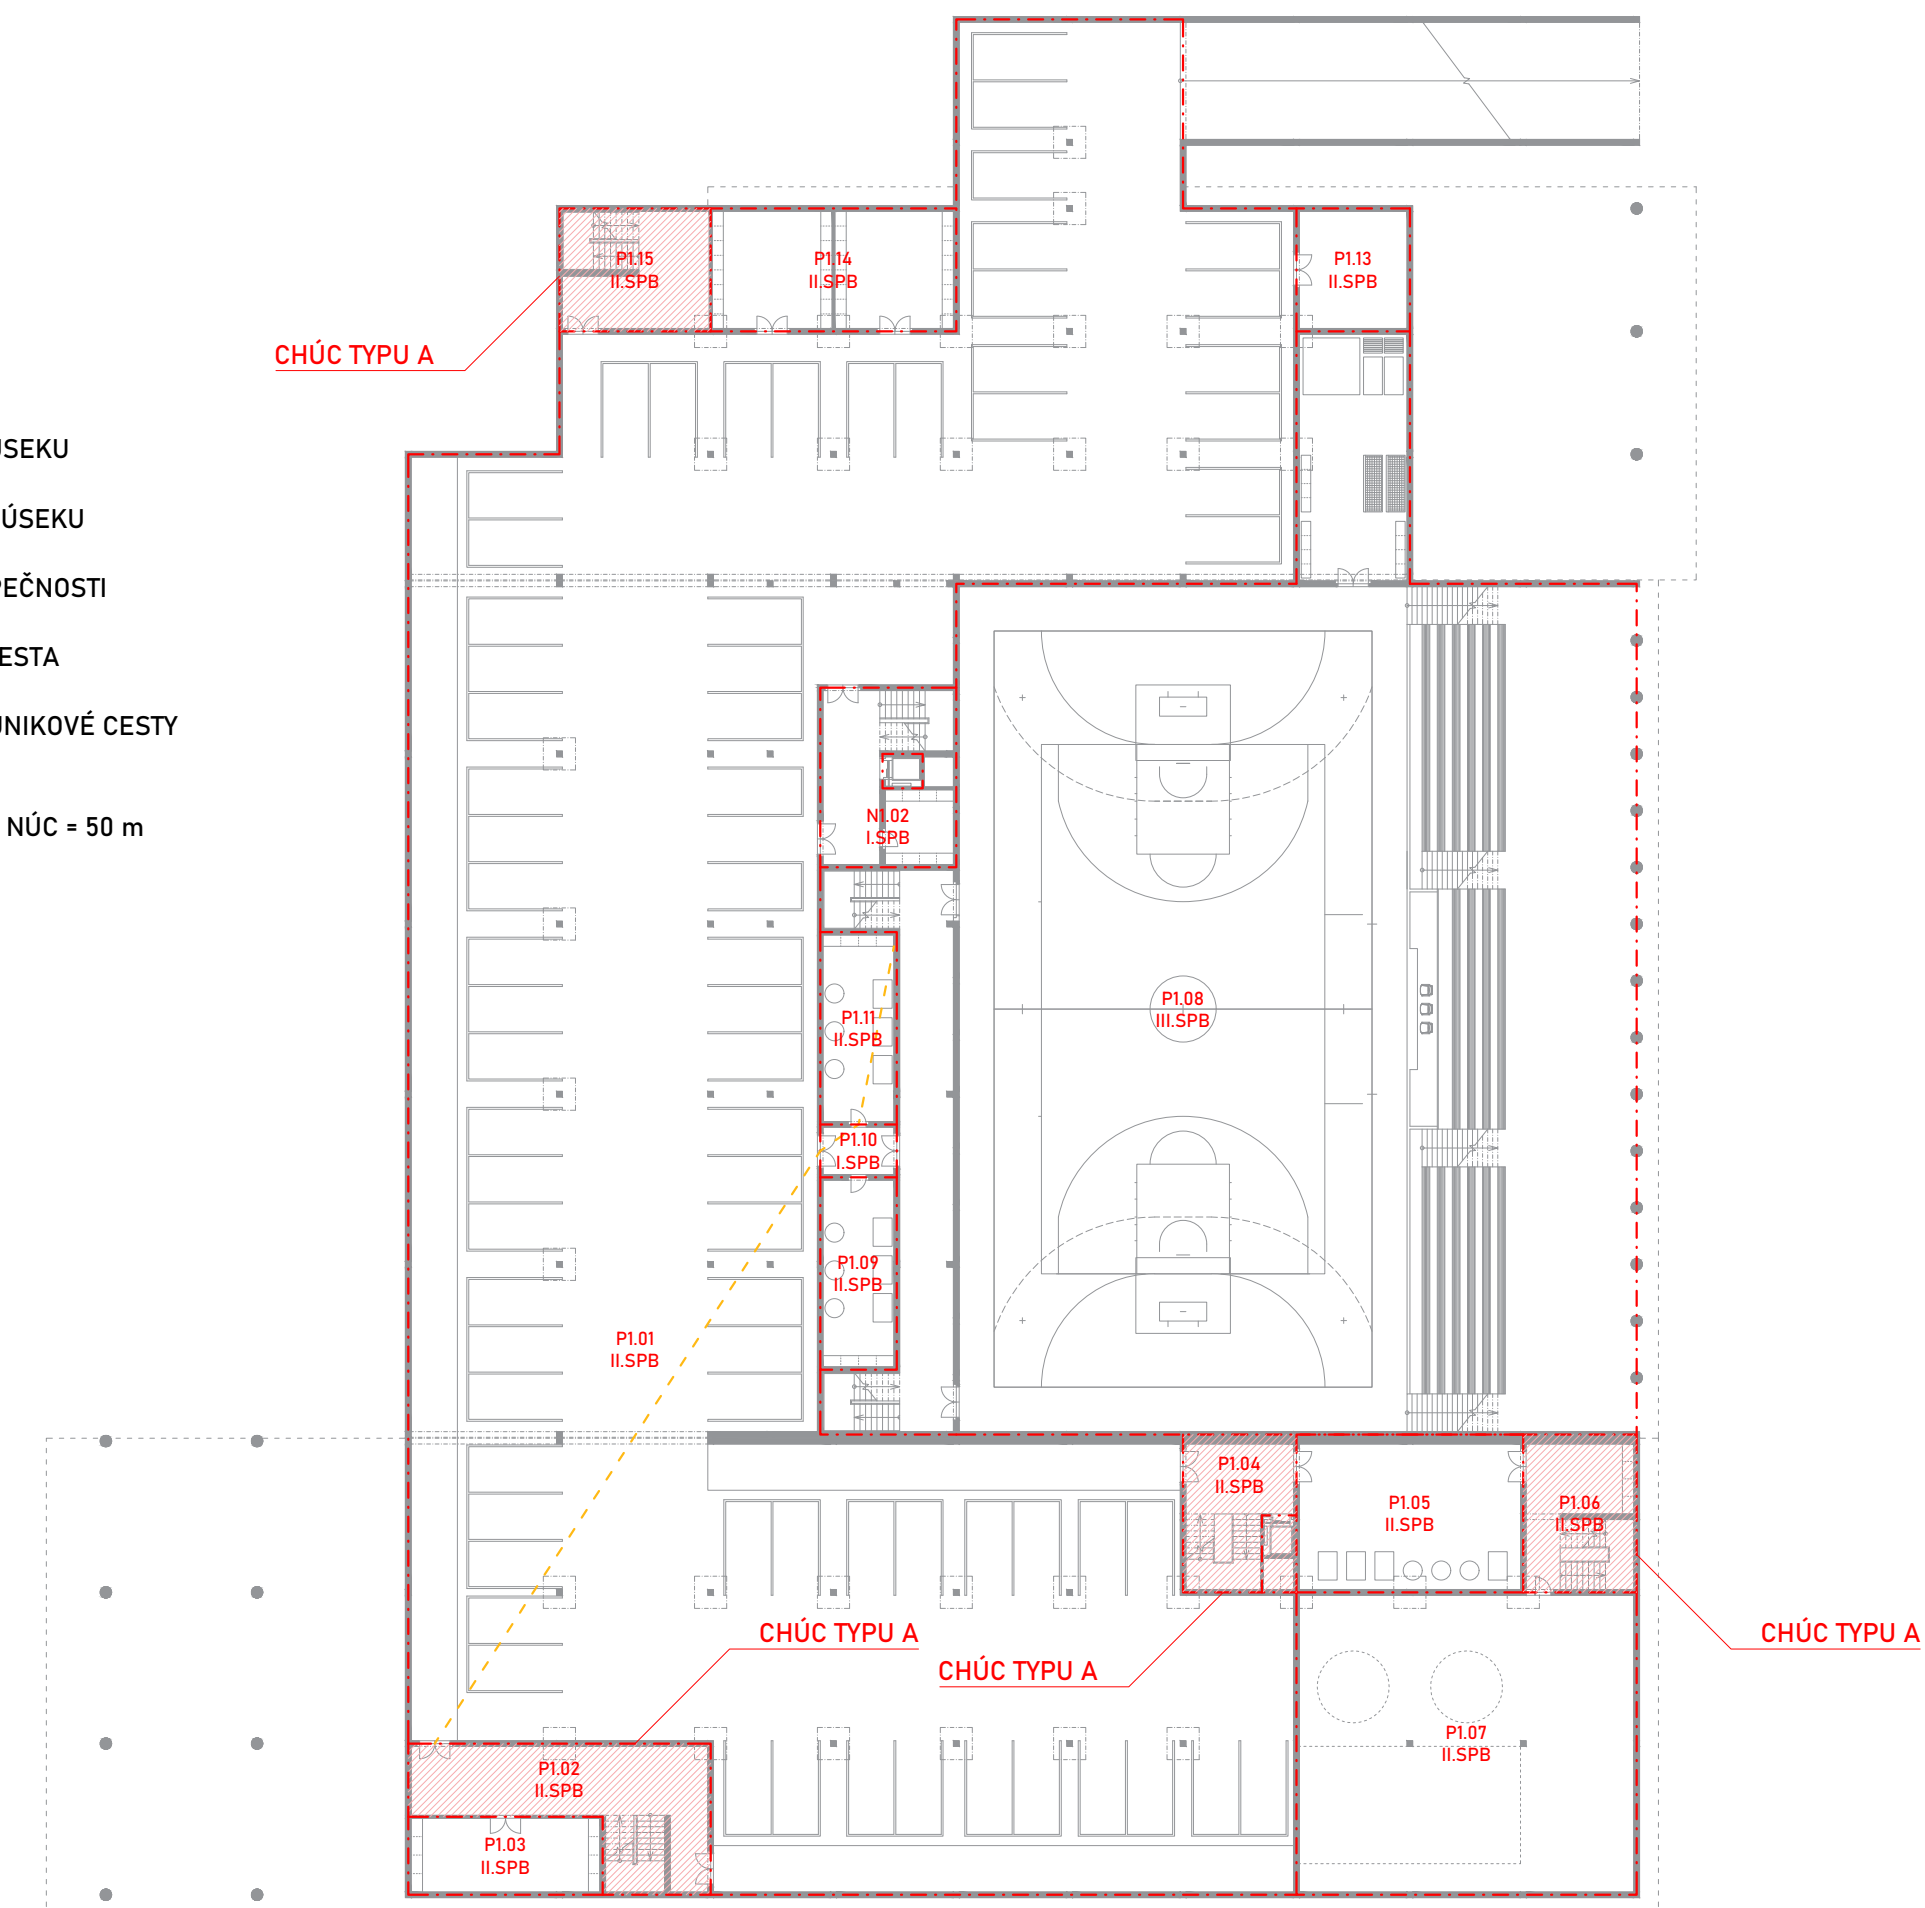 P1.15
II.SPB
P1.14
II.SPB
P1.13
II.SPB
CHÚC TYPU A
ÚSEKU
ÚSEKU
PEČNOSTI
CESTA
ÚNIKOVÉ CESTY
NÚC = 50 m
N1.02
I.SPB
P1.11
II.SPB
P1.08
III.SPB
P1.10
I.SPB
P1.09
II.SPB
P1.01
II.SPB
P1.04
II.SPB
P1.05
II.SPB
P1.06
II.SPB
CHÚC TYPU A
CHÚC TYPU A
CHÚC TYPU A
P1.07
II.SPB
P1.02
II.SPB
P1.03
II.SPB